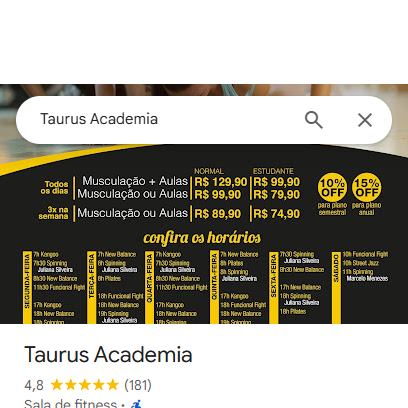 Taurus Academia
NORMAL ESTUDANTE
Todos os dias
Musculação + Aulas R$ 129,90 R$ 99,90
Musculação ou Aulas R$ 99,90 R$ 79,90
3x na semana
Musculação ou Aulas R$ 89,90 R$ 74,90
10% OFF
para plano semestral
15% OFF
para plano anual
confira os horários
SEGUNDA-FEIRA
7h Kangoo
7h30 Spinning
Juliana Silveira
8h30 New Balance
11h30 Funcional Fight
17h Kangoo
18h New Balance
18h Spinning
TERÇA-FEIRA
7h New Balance
8h Spinning
Juliana Silveira
8h Pilates
18h Funcional Fight
18h New Balance
19h Spinning
QUARTA-FEIRA
7h Kangoo
7h30 Spinning
Juliana Silveira
8h30 New Balance
11h30 Funcional Fight
17h Kangoo
18h New Balance
18h Spinning
QUINTA-FEIRA
7h New Balance
8h Pilates
8h Spinning
Juliana Silveira
17h Kangoo
18h Funcional Fight
18h New Balance
19h Spinning
SEXTA-FEIRA
7h30 Spinning
Juliana Silveira
8h30 New Balance
17h New Balance
18h Spinning
Juliana Silveira
18h Pilates
SÁBADO
10h Funcional Fight
10h Street Jazz
11h Spinning
Marcelo Menezes
Taurus Academia
4,8 (181)
Sala de fitness ·